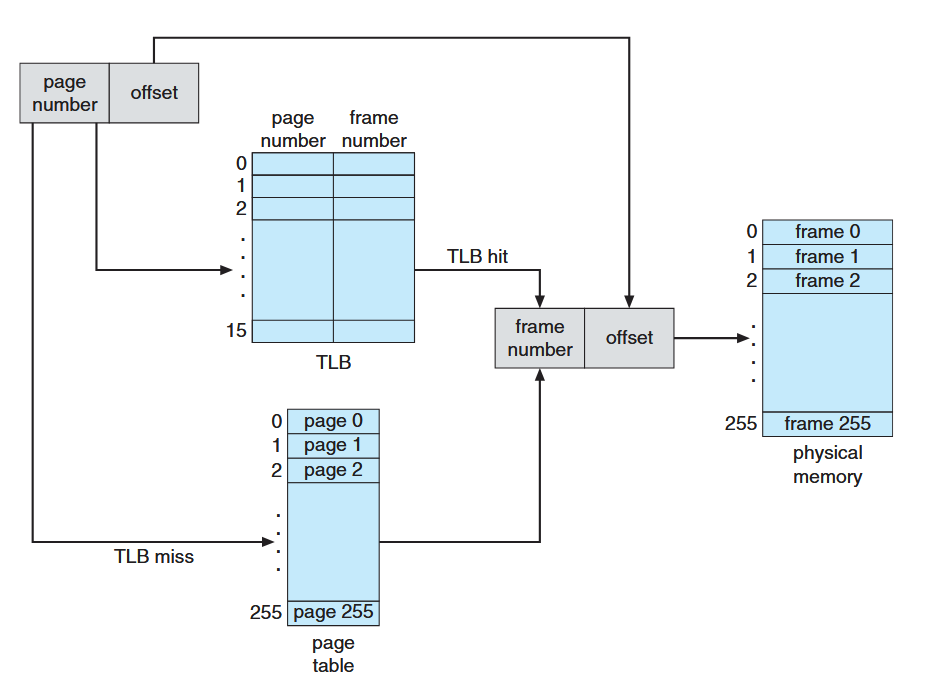 page
number
offset
page
number
frame
number
0
1
2
.
.
.
.
15
TLB
TLB hit
frame
number
offset
0
frame 0
1
frame 1
2
frame 2
.
.
.
.
255
frame 255
physical
memory
0
page 0
1
page 1
2
page 2
.
.
.
.
TLB miss
255
page 255
page
table